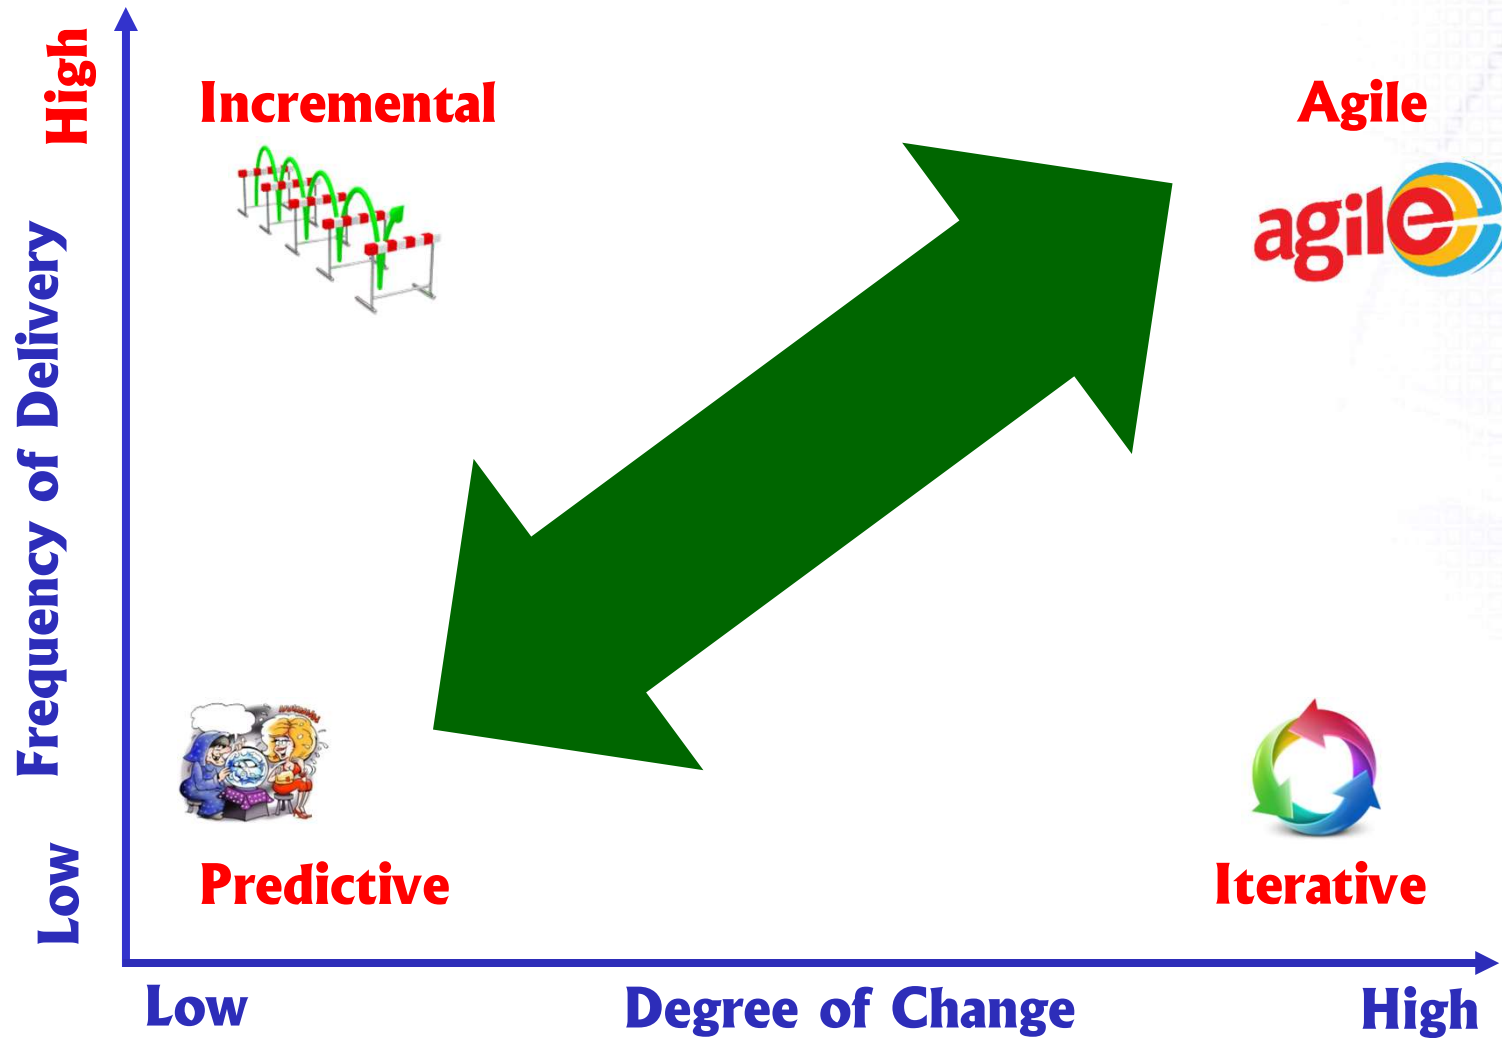 High
Incremental
Agile
agile
Frequency of Delivery
Predictive
Iterative
Low
Low
Degree of Change
High